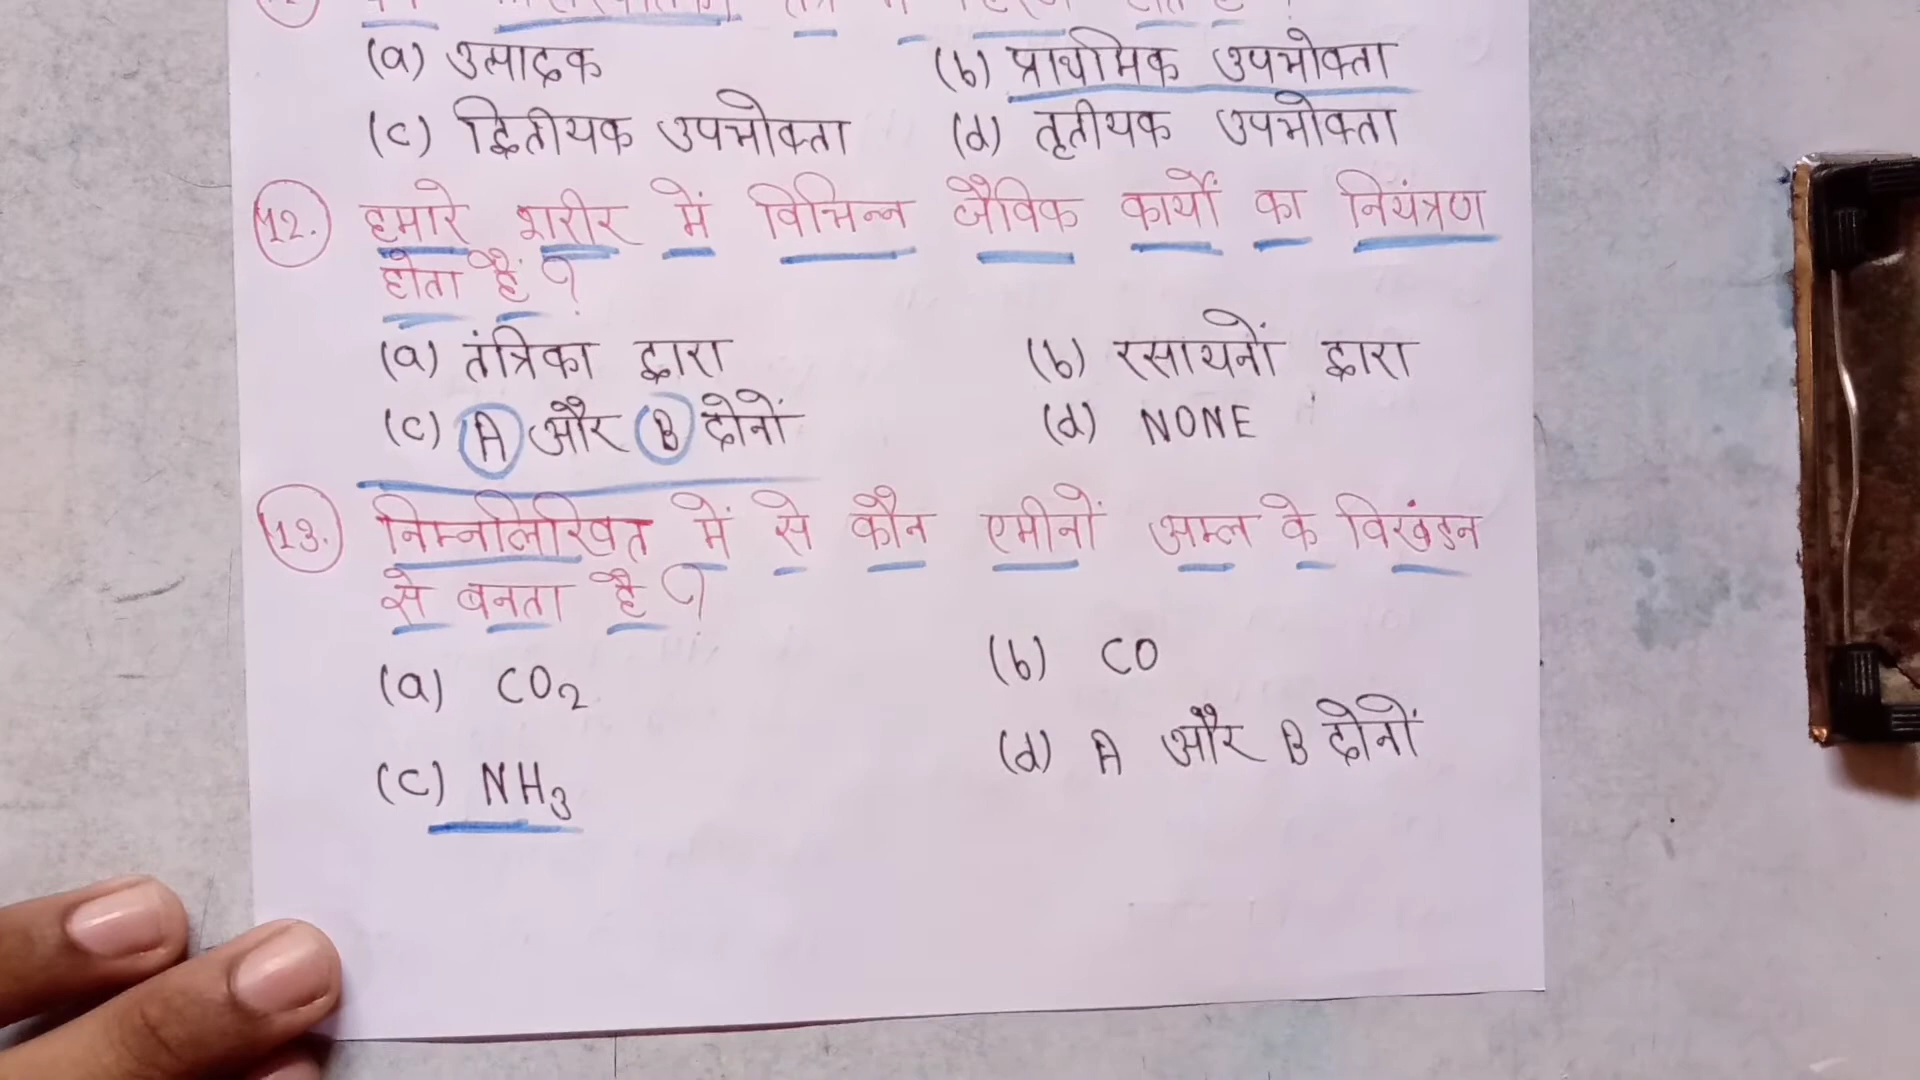 (a) उत्पादक (b) प्राथमिक उपभोक्ता
(c) द्वितीयक उपभोक्ता (d) तृतीयक उपभोक्ता
12. हमारे शरीर में विभिन्न जैविक कार्यों का नियंत्रण
होता है ?
(a) तंत्रिका द्वारा (b) रसायनों द्वारा
(c) A और B दोनों (d) NONE
13. निम्नलिखित में से कौन एमीनों अम्ल के विखंडन
से बनता है ?
(a) CO2 (b) CO
(c) NH3 (d) A और B दोनों